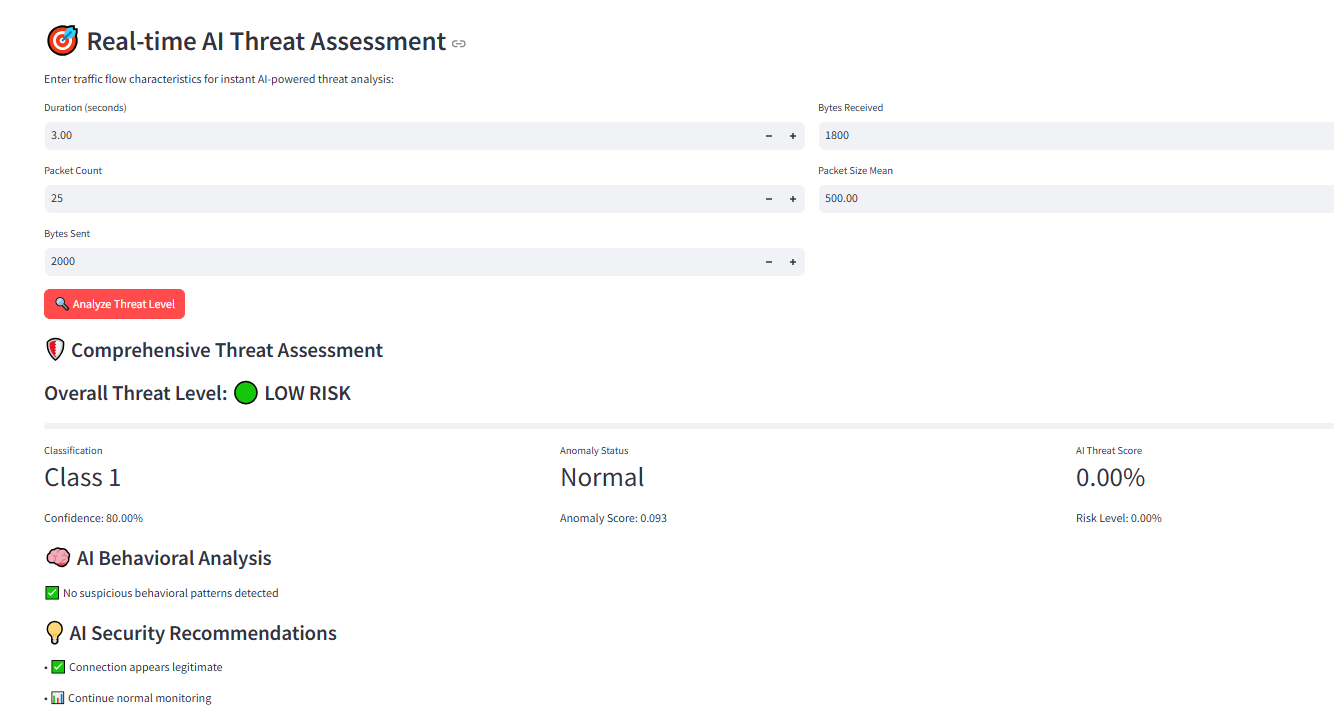 Real-time AI Threat Assessment
Enter traffic flow characteristics for instant AI-powered threat analysis:
Duration (seconds)
3.00
Bytes Received
1800
Packet Count
25
Packet Size Mean
500.00
Bytes Sent
2000
Analyze Threat Level
Comprehensive Threat Assessment
Overall Threat Level: LOW RISK
Classification
Class 1
Confidence: 80.00%
Anomaly Status
Normal
Anomaly Score: 0.093
AI Threat Score
0.00%
Risk Level: 0.00%
AI Behavioral Analysis
No suspicious behavioral patterns detected
AI Security Recommendations
• Connection appears legitimate
• Continue normal monitoring